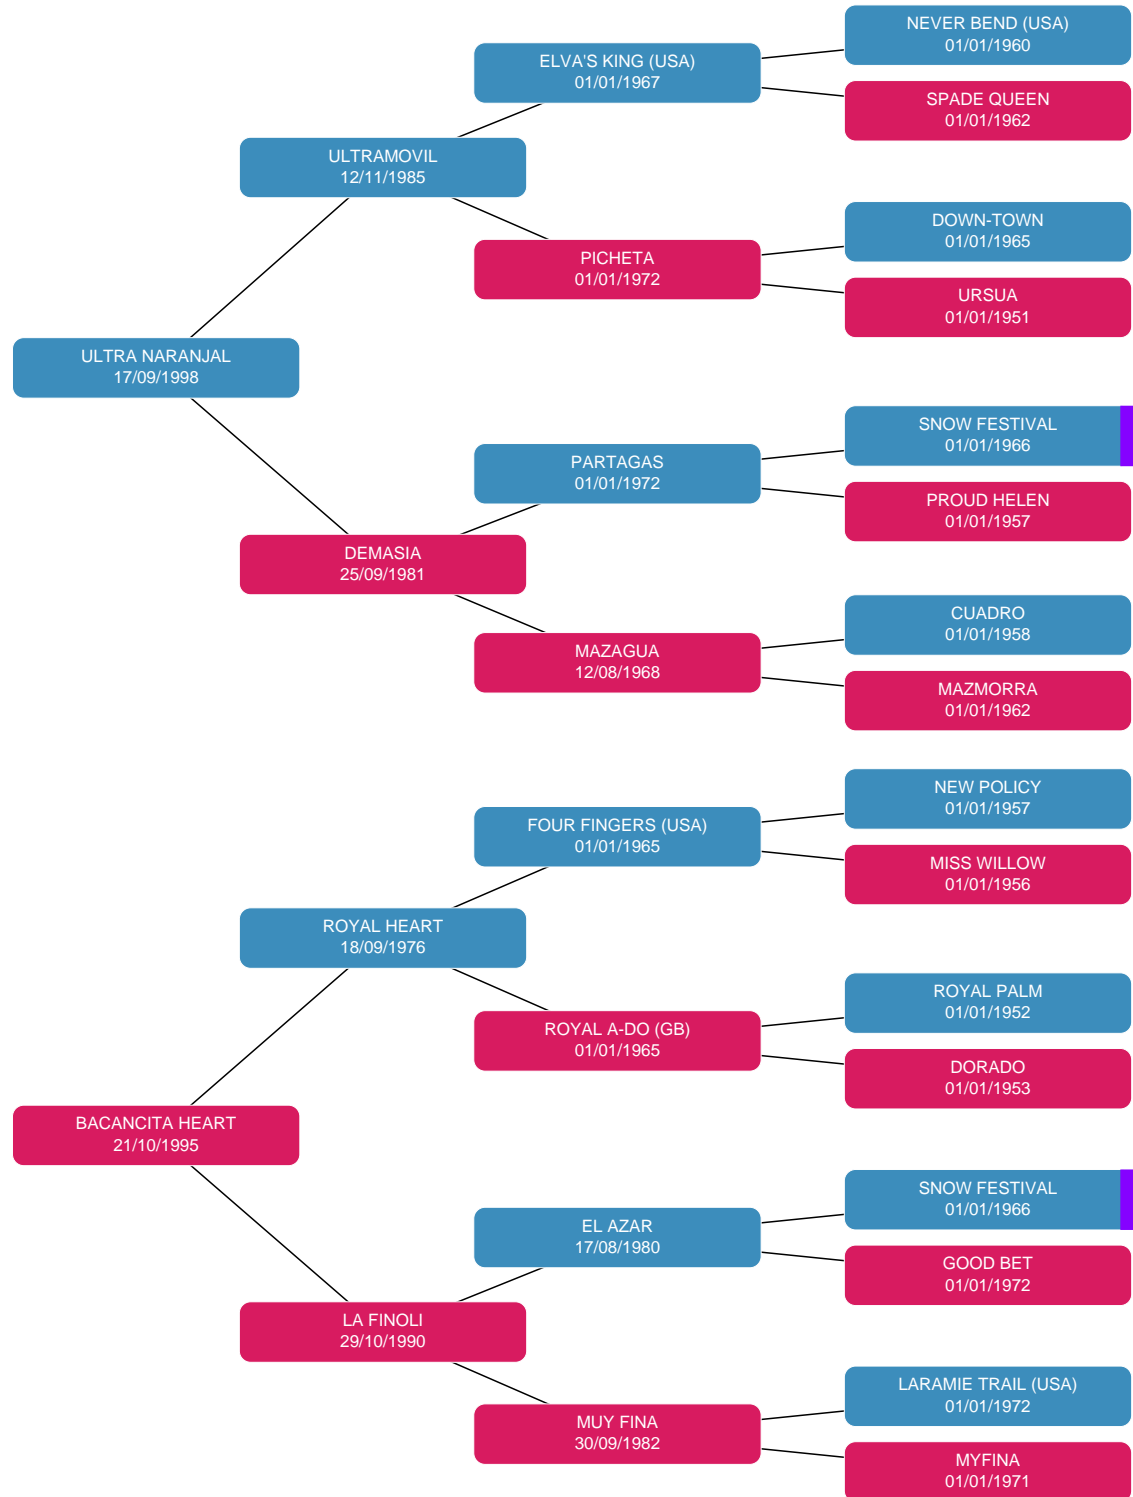 NEVER BEND (USA)
01/01/1960
ELVA'S KING (USA)
01/01/1967
SPADE QUEEN
01/01/1962
ULTRAMOVIL
12/11/1985
DOWN-TOWN
01/01/1965
PICHETA
01/01/1972
URSUA
01/01/1951
ULTRA NARANJAL
17/09/1998
SNOW FESTIVAL
01/01/1966
PARTAGAS
01/01/1972
PROUD HELEN
01/01/1957
DEMASIA
25/09/1981
CUADRO
01/01/1958
MAZAGUA
12/08/1968
MAZMORRA
01/01/1962
NEW POLICY
01/01/1957
FOUR FINGERS (USA)
01/01/1965
MISS WILLOW
01/01/1956
ROYAL HEART
18/09/1976
ROYAL PALM
01/01/1952
ROYAL A-DO (GB)
01/01/1965
DORADO
01/01/1953
BACANCITA HEART
21/10/1995
SNOW FESTIVAL
01/01/1966
EL AZAR
17/08/1980
GOOD BET
01/01/1972
LA FINOLI
29/10/1990
LARAMIE TRAIL (USA)
01/01/1972
MUY FINA
30/09/1982
MYFINA
01/01/1971